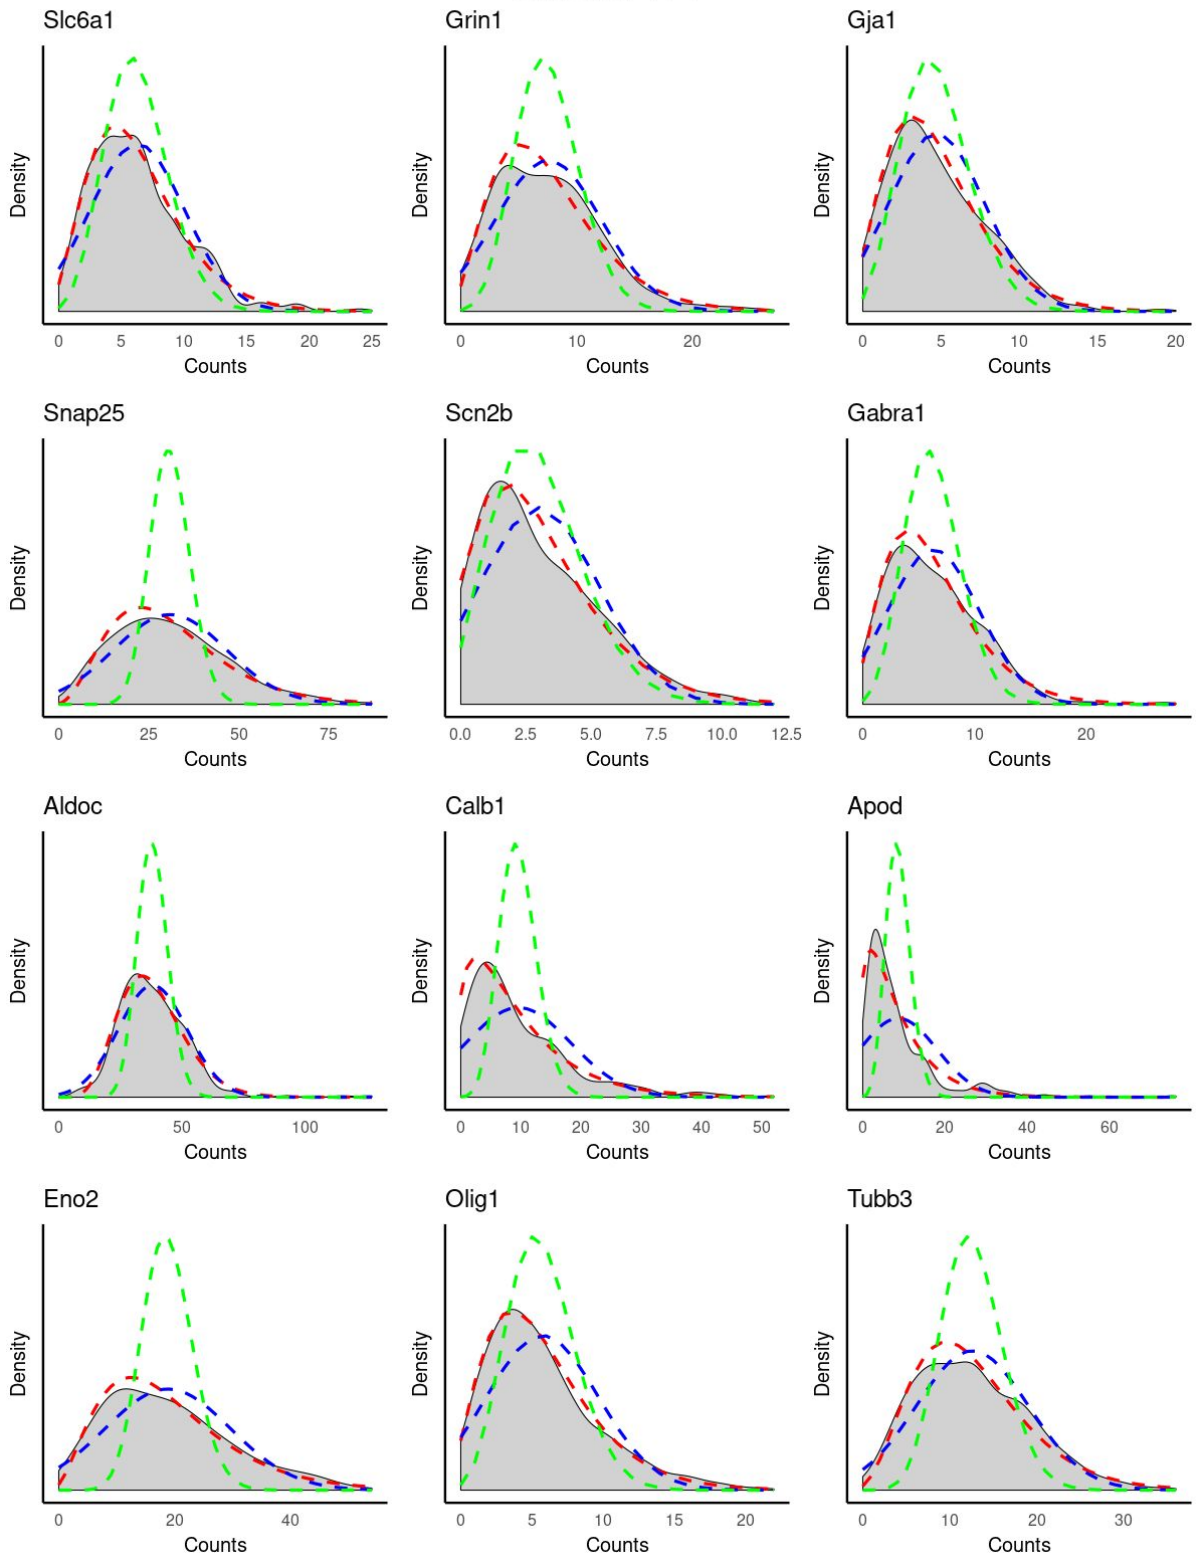 Slc6a1 Grin1 Gja1
Density Density Density
0 5 10 15 20 25 0 10 20 0 5 10 15 20
Counts Counts Counts
Snap25 Scn2b Gabra1
Density Density Density
0 25 50 75 0.0 2.5 5.0 7.5 10.0 12.5 0 10 20
Counts Counts Counts
Aldoc Calb1 Apod
Density Density Density
0 50 100 0 10 20 30 40 50 0 20 40 60
Counts Counts Counts
Eno2 Olig1 Tubb3
Density Density Density
0 20 40 0 5 10 15 20 0 10 20 30
Counts Counts Counts